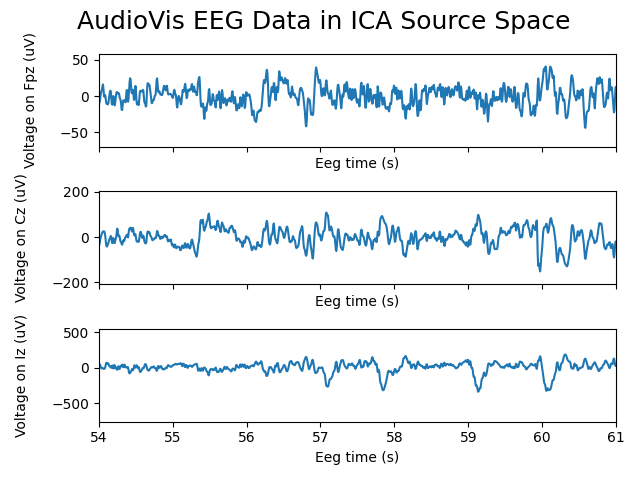 AudioVis EEG Data in ICA Source Space
Voltage on Fpz (uV)
50
0
−50
Eeg time (s)
Voltage on Cz (uV)
200
0
−200
Eeg time (s)
Voltage on Iz (uV)
500
0
−500
54 55 56 57 58 59 60 61
Eeg time (s)